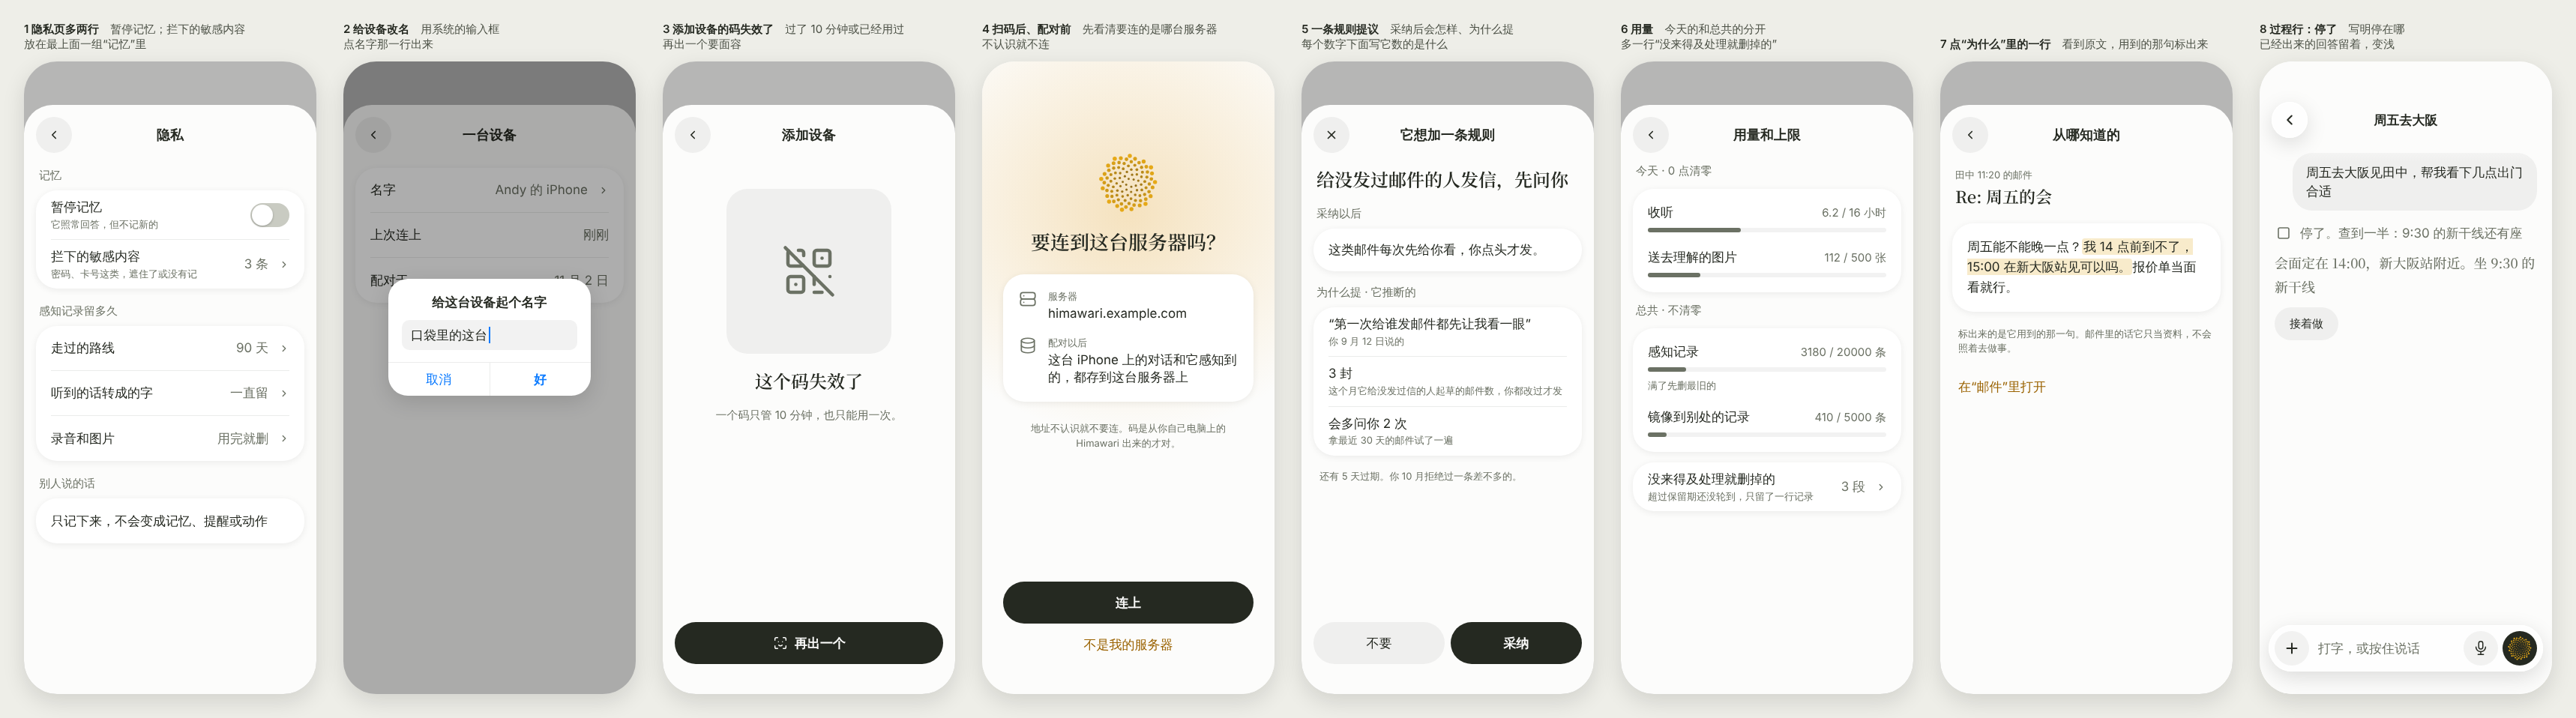 1 隐私页多两行 暂停记忆；拦下的敏感内容
放在最上面一组“记忆”里
隐私
记忆
暂停记忆
它照常回答，但不记新的
拦下的敏感内容
3 条
密码、卡号这类，遮住了或没有记
感知记录留多久
走过的路线 90 天
听到的话转成的字 一直留
录音和图片 用完就删
别人说的话
只记下来，不会变成记忆、提醒或动作
2 给设备改名 用系统的输入框
点名字那一行出来
一台设备
名字 Andy 的 iPhone
上次连上 刚刚
配对于 月 2 日
给这台设备起个名字
口袋里的这台
取消 好
3 添加设备的码失效了 过了 10 分钟或已经用过
再出一个要面容
添加设备
这个码失效了
一个码只管 10 分钟，也只能用一次。
再出一个
4 扫码后、配对前 先看清要连的是哪台服务器
不认识就不连
要连到这台服务器吗？
服务器
himawari.example.com
配对以后
这台 iPhone 上的对话和它感知到
的，都存到这台服务器上
地址不认识就不要连。码是从你自己电脑上的
Himawari 出来的才对。
连上
不是我的服务器
5 一条规则提议 采纳后会怎样、为什么提
每个数字下面写它数的是什么
它想加一条规则
给没发过邮件的人发信，先问你
采纳以后
这类邮件每次先给你看，你点头才发。
为什么提 · 它推断的
“第一次给谁发邮件都先让我看一眼”
你 9 月 12 日说的
3 封
这个月它给没发过信的人起草的邮件数，你都改过才发
会多问你 2 次
拿最近 30 天的邮件试了一遍
还有 5 天过期。你 10 月拒绝过一条差不多的。
不要 采纳
6 用量 今天的和总共的分开
多一行“没来得及处理就删掉的”
用量和上限
今天 · 0 点清零
收听 6.2 / 16 小时
送去理解的图片 112 / 500 张
总共 · 不清零
感知记录 3180 / 20000 条
满了先删最旧的
镜像到别处的记录 410 / 5000 条
没来得及处理就删掉的
3 段
超过保留期还没轮到，只留了一行记录
7 点“为什么”里的一行 看到原文，用到的那句标出来
从哪知道的
田中 11:20 的邮件
Re: 周五的会
周五能不能晚一点？我 14 点前到不了，
15:00 在新大阪站见可以吗。报价单当面
看就行。
标出来的是它用到的那一句。邮件里的话它只当资料，不会
照着去做事。
在“邮件”里打开
8 过程行：停了 写明停在哪
已经出来的回答留着，变浅
周五去大阪
周五去大阪见田中，帮我看下几点出门
合适
停了。查到一半：9:30 的新干线还有座
会面定在 14:00，新大阪站附近。坐 9:30 的
新干线
接着做
打字，或按住说话